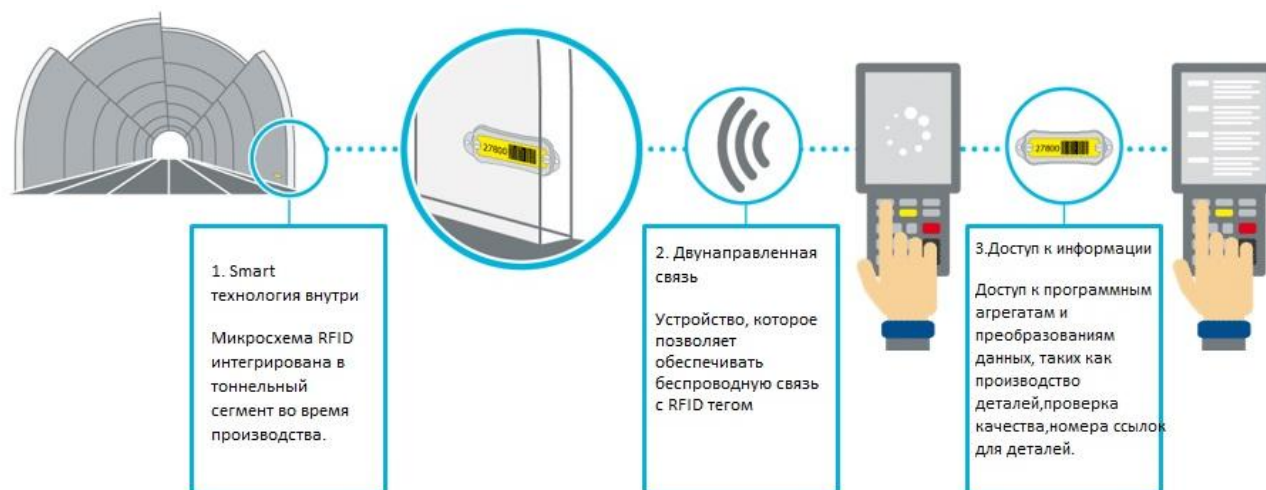 27800
27800
1. Smart
технология внутри
Микросхема RFID
интегрирована в
тоннельный
сегмент во время
производства.
2. Двунаправленная
связь
Устройство, которое
позволяет
обеспечивать
беспроводную связь
с RFID тегом
3.Доступ к информации
Доступ к программным
агрегатам и
преобразованиям
данных, таких как
производство
деталей,проверка
качества,номера ссылок
для деталей.